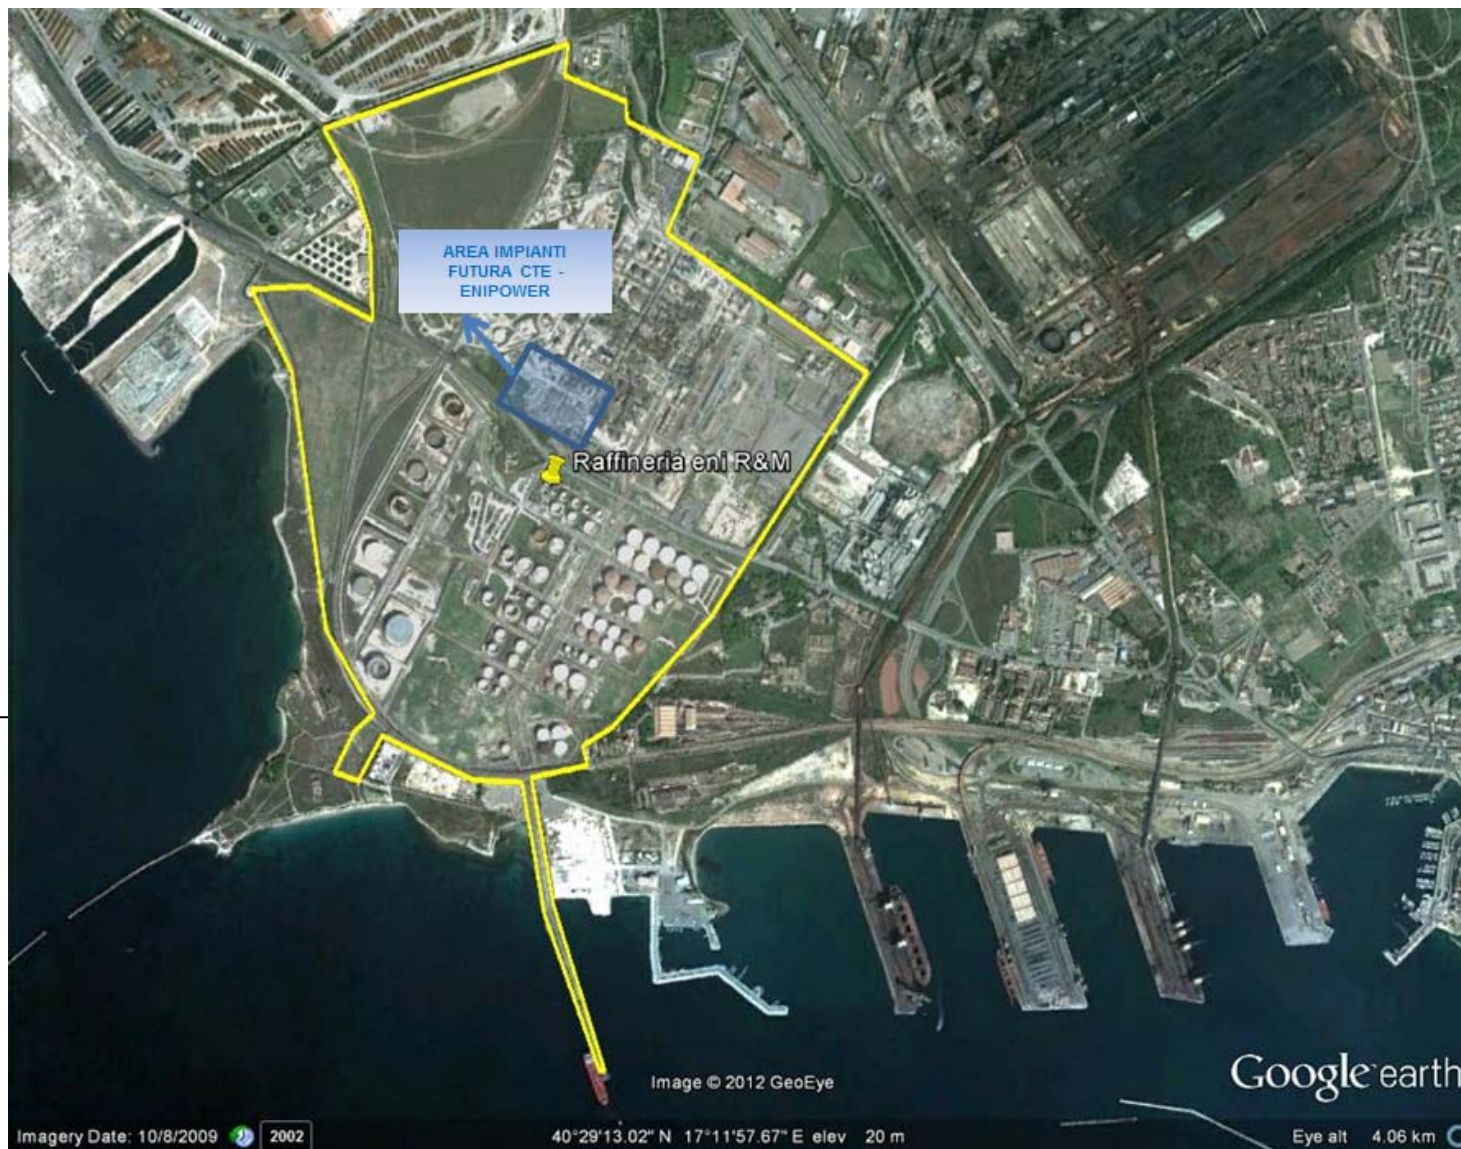 AREA IMPIANTI
FUTURA CTE -
ENIPOWER
Raffineria eni R&M
Image © 2012 GeoEye
Google earth
Imagery Date: 10/8/2009
2002
40°29'13.02" N 17°11'57.67" E elev 20 m
Eye alt 4.06 km